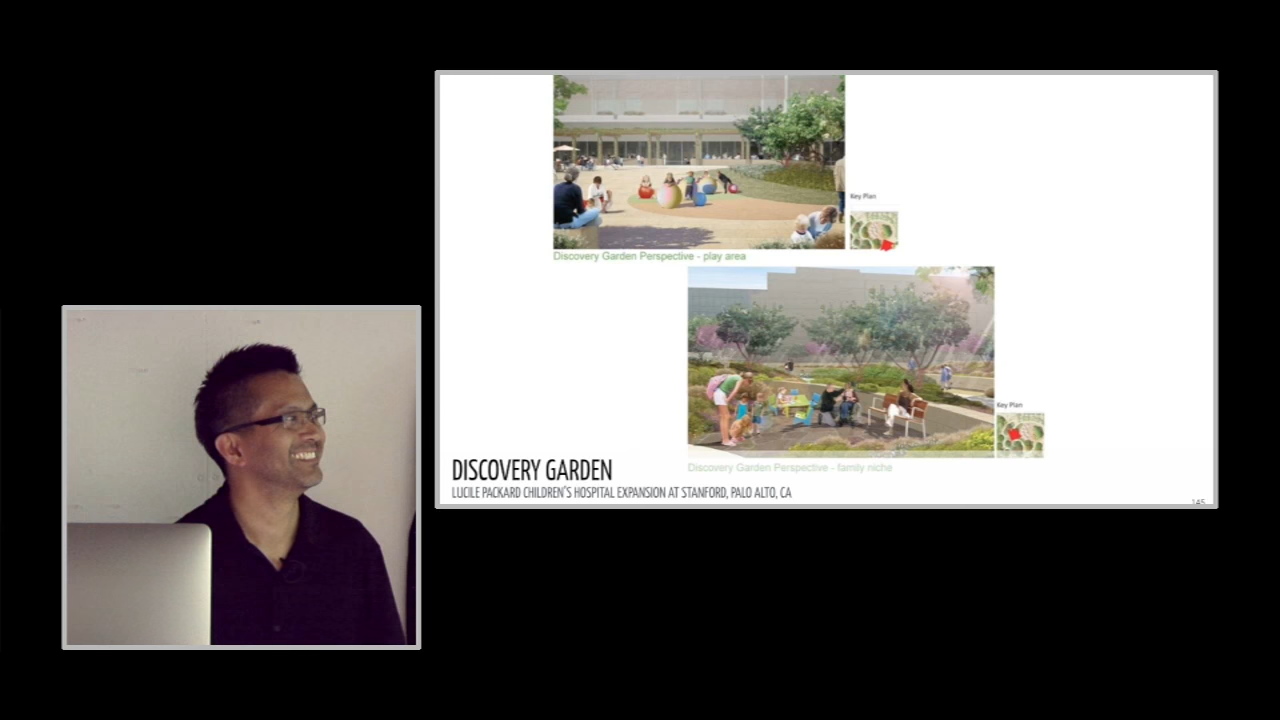 Key Plan
Discovery Garden Perspective - play area
Key Plan
Discovery Garden Perspective - family niche
DISCOVERY GARDEN
LUCILE PACKARD CHILDREN'S HOSPITAL EXPANSION AT STANFORD, PALO ALTO, CA
145